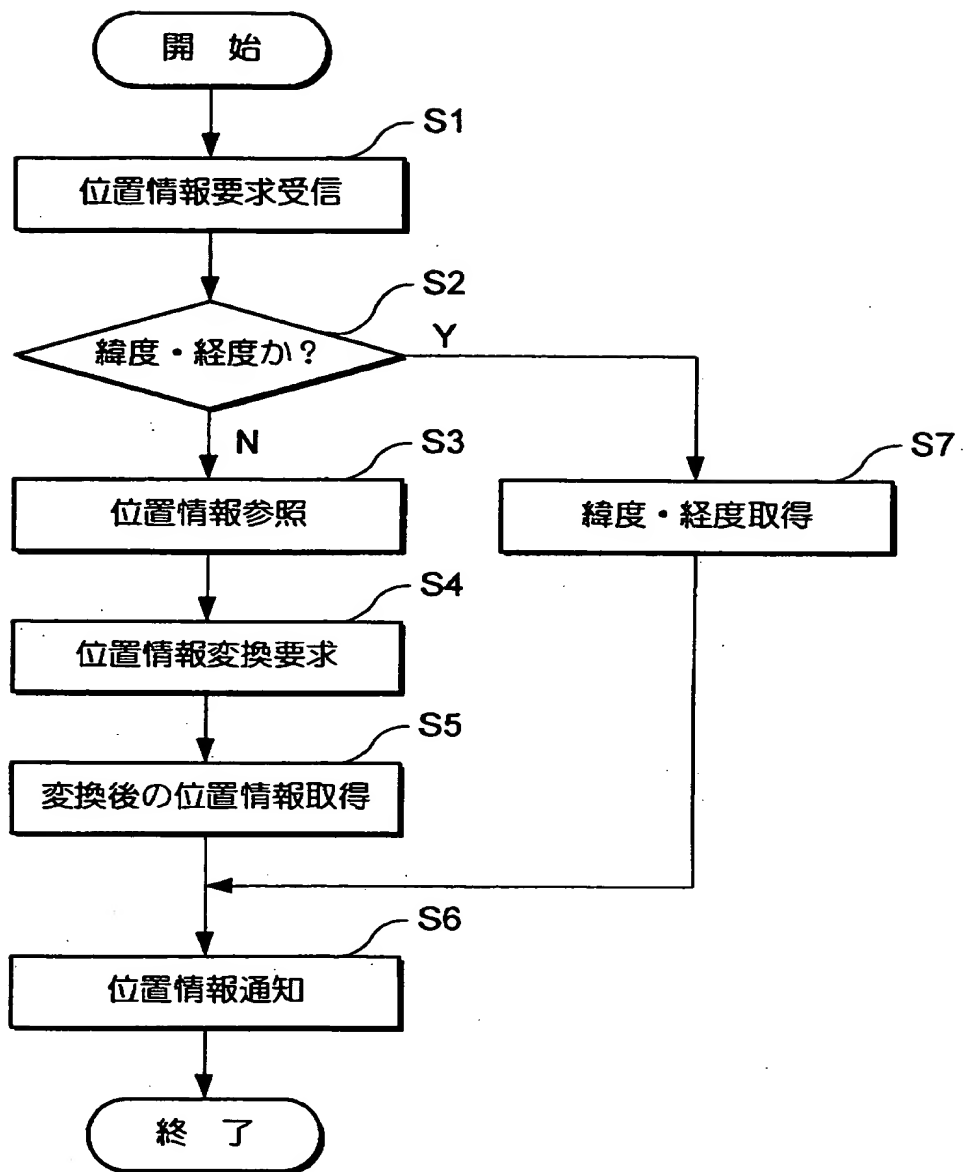 開 始
S1
位置情報要求受信
S2
緯度・経度か?
Y
N
S3
位置情報参照
S7
緯度・経度取得
S4
位置情報変換要求
S5
変換後の位置情報取得
S6
位置情報通知
終 了